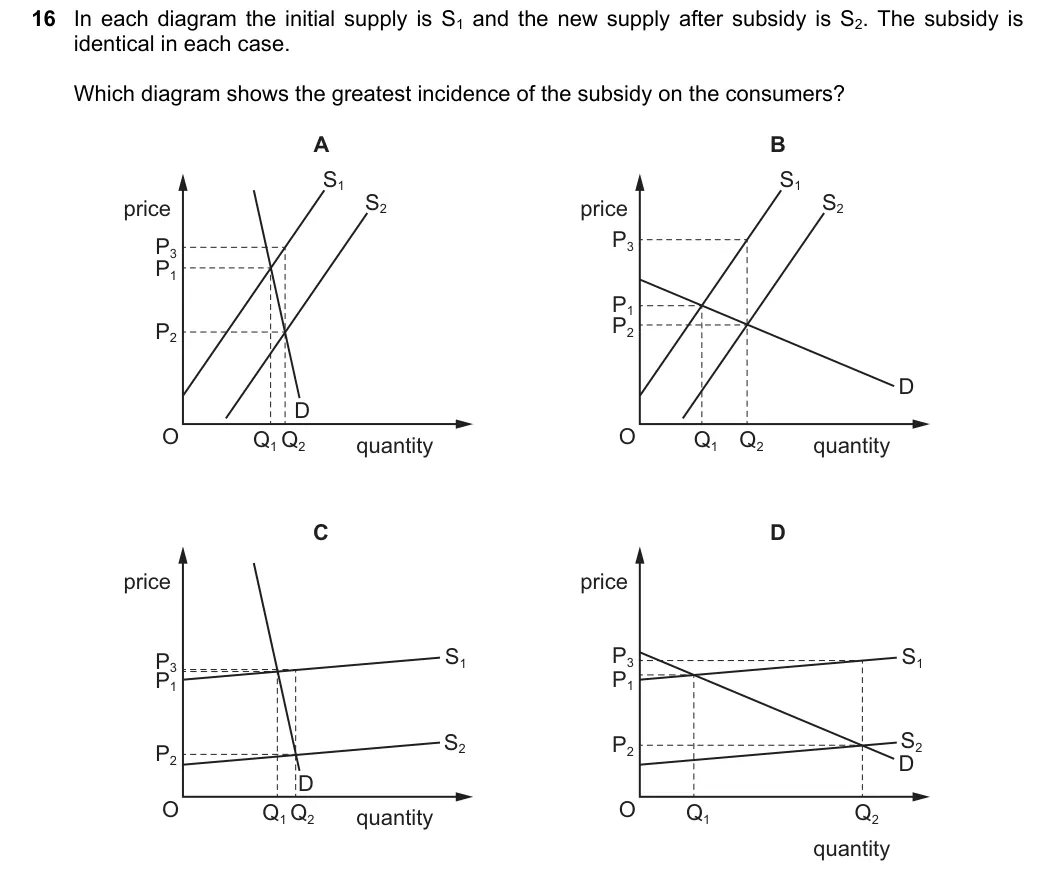 16 In each diagram the initial supply is S₁ and the new supply after subsidy is S₂. The subsidy is
identical in each case.
Which diagram shows the greatest incidence of the subsidy on the consumers?
A
price
S₁
S₂
P₃
P₁
P₂
D
O
Q₁ Q₂
quantity
B
price
S₁
S₂
P₃
P₁
P₂
D
O
Q₁ Q₂
quantity
C
price
P₃
P₁
S₁
P₂
S₂
D
O
Q₁ Q₂
quantity
D
price
P₃
P₁
S₁
P₂
S₂
D
O
Q₁
Q₂
quantity